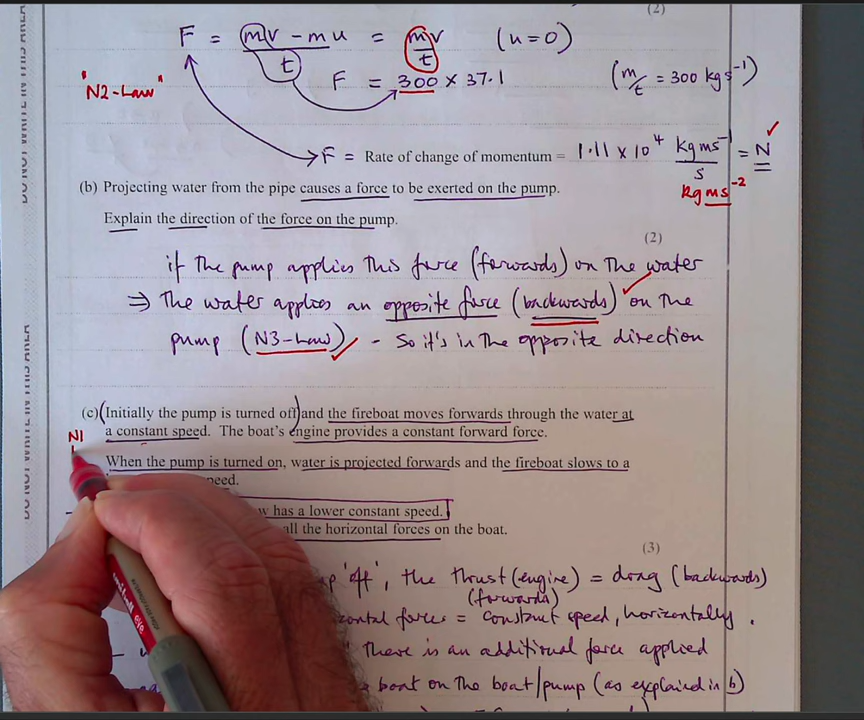 (2)
F = mv - mu / t = mv / t (u=0)
"N2-Law"
F = 300 × 37.1 (m/t = 300 kg s⁻¹)
F = Rate of change of momentum = 1.11 × 10⁴ kg ms⁻¹ / s = N
kg ms⁻²
(b) Projecting water from the pipe causes a force to be exerted on the pump.
Explain the direction of the force on the pump.
(2)
if the pump applies this force (forwards) on the water
⇒ The water applies an opposite force (backwards) on the
pump (N3-Law) - So it's in the opposite direction
(c) (Initially the pump is turned off) and the fireboat moves forwards through the water at
a constant speed. The boat's engine provides a constant forward force.
N1
When the pump is turned on, water is projected forwards and the fireboat slows to a
has a lower constant speed.
all the horizontal forces on the boat.
(3)
'off', the thrust (engine) = drag (backwards)
(forwards)
forces = constant speed, horizontally.
there is an additional force applied
boat on the boat/pump (as explained in b)